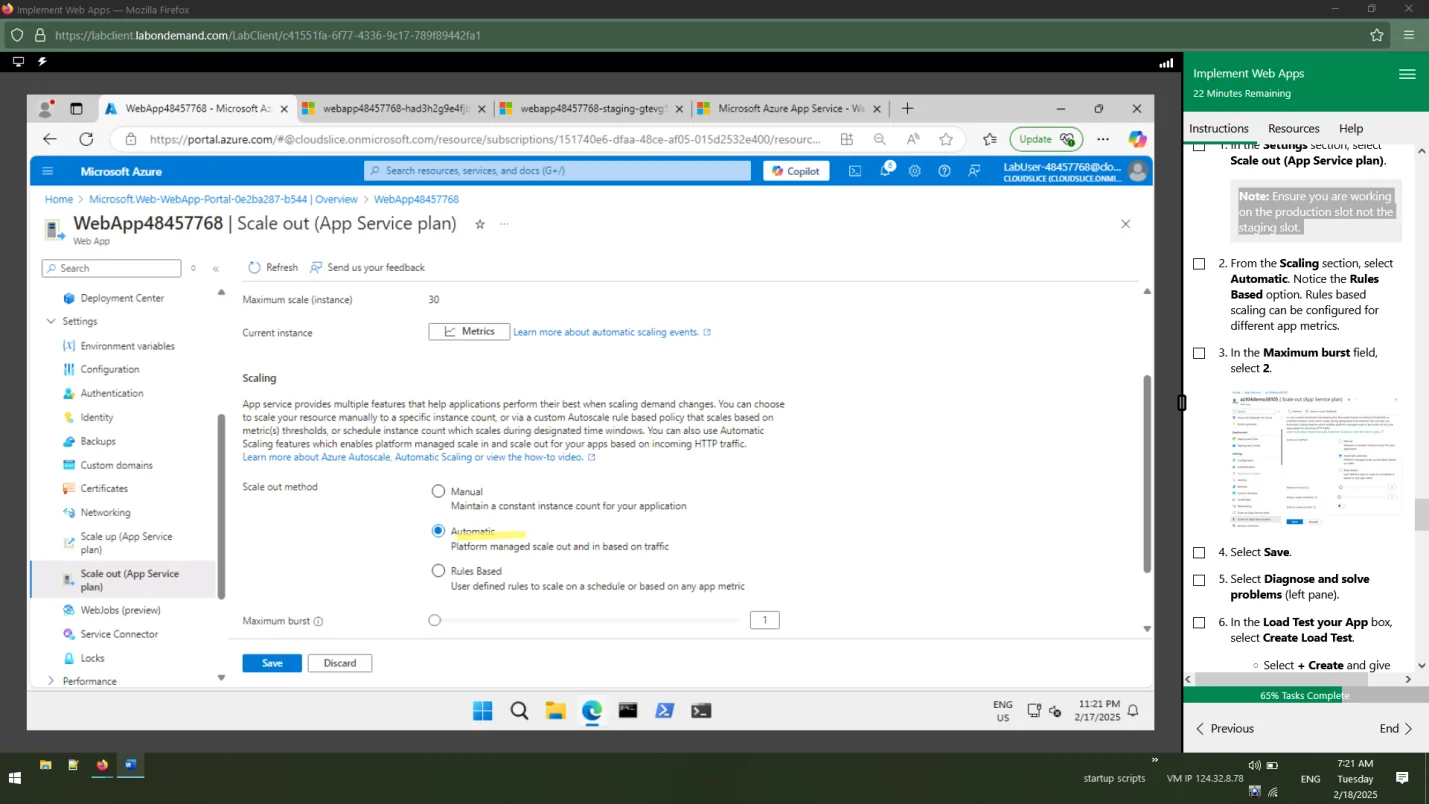 Implement Web Apps — Mozilla Firefox
https://labclient.labondemand.com/LabClient/c41551fa-6f77-4336-9c17-789f89442fa1
WebApp48457768 - Microsoft Az
webapp48457768-had3h2g9e4fjb
webapp48457768-staging-gtevg
Microsoft Azure App Service - We
https://portal.azure.com/#@cloudslice.onmicrosoft.com/resource/subscriptions/151740e6-dfaa-48ce-af05-015d2532e400/resourc...
Update
Microsoft Azure
Search resources, services, and docs (G+/)
Copilot
LabUser-48457768@clo...
CLOUDSLICE (CLOUDSLICE.ONMI...
Home > Microsoft.Web-WebApp-Portal-0e2ba287-b544 | Overview > WebApp48457768
WebApp48457768 | Scale out (App Service plan)
Web App
Search
Refresh
Send us your feedback
Deployment Center
Settings
Environment variables
Configuration
Authentication
Identity
Backups
Custom domains
Certificates
Networking
Scale up (App Service
plan)
Scale out (App Service
plan)
WebJobs (preview)
Service Connector
Locks
Performance
Maximum scale (instance)
30
Current instance
Metrics
Learn more about automatic scaling events.
Scaling
App service provides multiple features that help applications perform their best when scaling demand changes. You can choose
to scale your resource manually to a specific instance count, or via a custom Autoscale rule based policy that scales based on
metric(s) thresholds, or schedule instance count which scales during designated time windows. You can also use Automatic
Scaling features which enables platform managed scale in and scale out for your apps based on incoming HTTP traffic.
Learn more about Azure Autoscale, Automatic Scaling or view the how-to video.
Scale out method
Manual
Maintain a constant instance count for your application
Automatic
Platform managed scale out and in based on traffic
Rules Based
User defined rules to scale on a schedule or based on any app metric
Maximum burst
1
Save
Discard
ENG
US
11:21 PM
2/17/2025
Implement Web Apps
22 Minutes Remaining
Instructions
Resources
Help
1. In the Settings section, select
Scale out (App Service plan).
Note: Ensure you are working
on the production slot not the
staging slot.
2. From the Scaling section, select
Automatic. Notice the Rules
Based option. Rules based
scaling can be configured for
different app metrics.
3. In the Maximum burst field,
select 2.
4. Select Save.
5. Select Diagnose and solve
problems (left pane).
6. In the Load Test your App box,
select Create Load Test.
Select + Create and give
65% Tasks Complete
Previous
End
startup scripts
VM IP 124.32.8.78
ENG
7:21 AM
Tuesday
2/18/2025